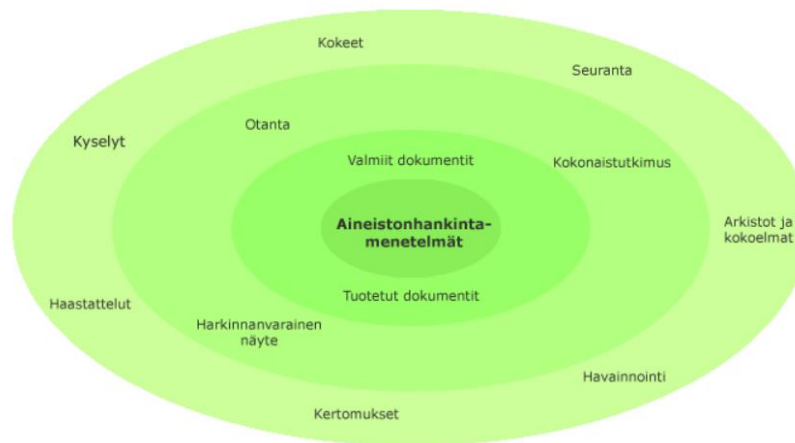 Kokeet
Seuranta
Otanta
Kyselyt
Valmiit dokumentit
Kokonaistutkimus
Aineistonhankinta-
menetelmät
Arkistot ja
kokoelmat
Tuotetut dokumentit
Haastattelut
Harkinnanvarainen
näyte
Havainnointi
Kertomukset